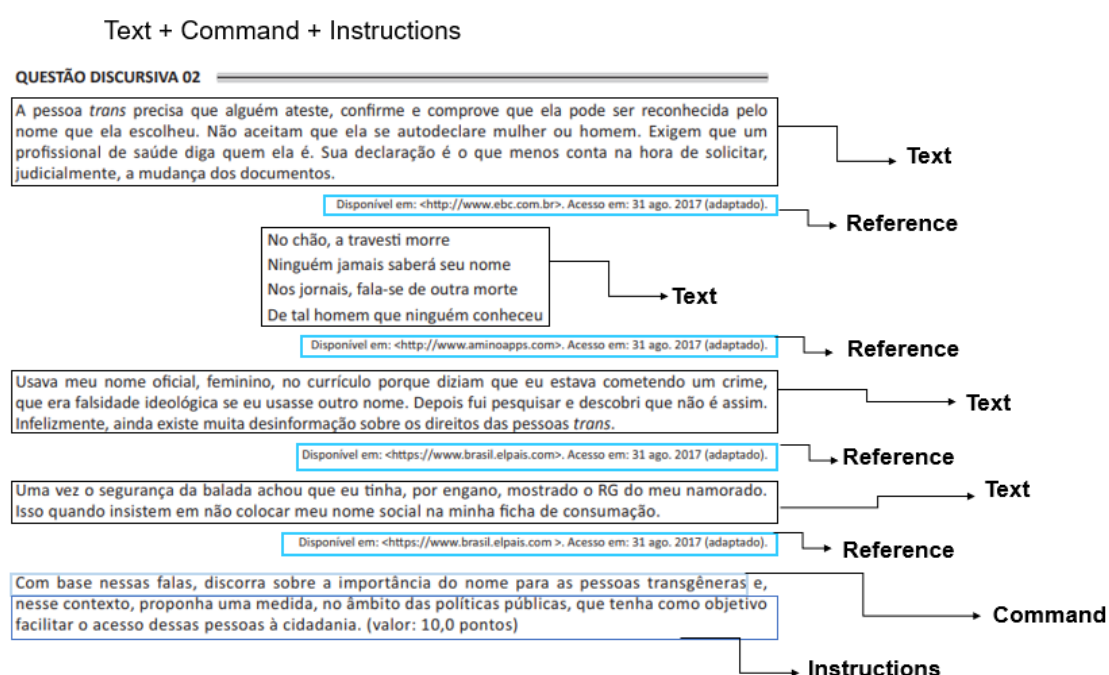 Text + Command + Instructions
QUESTÃO DISCURSIVA 02
A pessoa trans precisa que alguém ateste, confirme e comprove que ela pode ser reconhecida pelo
nome que ela escolheu. Não aceitam que ela se autodeclare mulher ou homem. Exigem que um
profissional de saúde diga quem ela é. Sua declaração é o que menos conta na hora de solicitar,
judicialmente, a mudança dos documentos.
Text
Disponível em: <http://www.ebc.com.br>. Acesso em: 31 ago. 2017 (adaptado).
Reference
No chão, a travesti morre
Ninguém jamais saberá seu nome
Nos jornais, fala-se de outra morte
De tal homem que ninguém conheceu
Text
Disponível em: <http://www.aminoapps.com>. Acesso em: 31 ago. 2017 (adaptado).
Reference
Usava meu nome oficial, feminino, no currículo porque diziam que eu estava cometendo um crime,
que era falsidade ideológica se eu usasse outro nome. Depois fui pesquisar e descobri que não é assim.
Infelizmente, ainda existe muita desinformação sobre os direitos das pessoas trans.
Text
Disponível em: <https://www.brasil.elpais.com>. Acesso em: 31 ago. 2017 (adaptado).
Reference
Uma vez o segurança da balada achou que eu tinha, por engano, mostrado o RG do meu namorado.
Isso quando insistem em não colocar meu nome social na minha ficha de consumação.
Text
Disponível em: <https://www.brasil.elpais.com >. Acesso em: 31 ago. 2017 (adaptado).
Reference
Com base nessas falas, discorra sobre a importância do nome para as pessoas transgêneras e,
nesse contexto, proponha uma medida, no âmbito das políticas públicas, que tenha como objetivo
facilitar o acesso dessas pessoas à cidadania. (valor: 10,0 pontos)
Command
Instructions